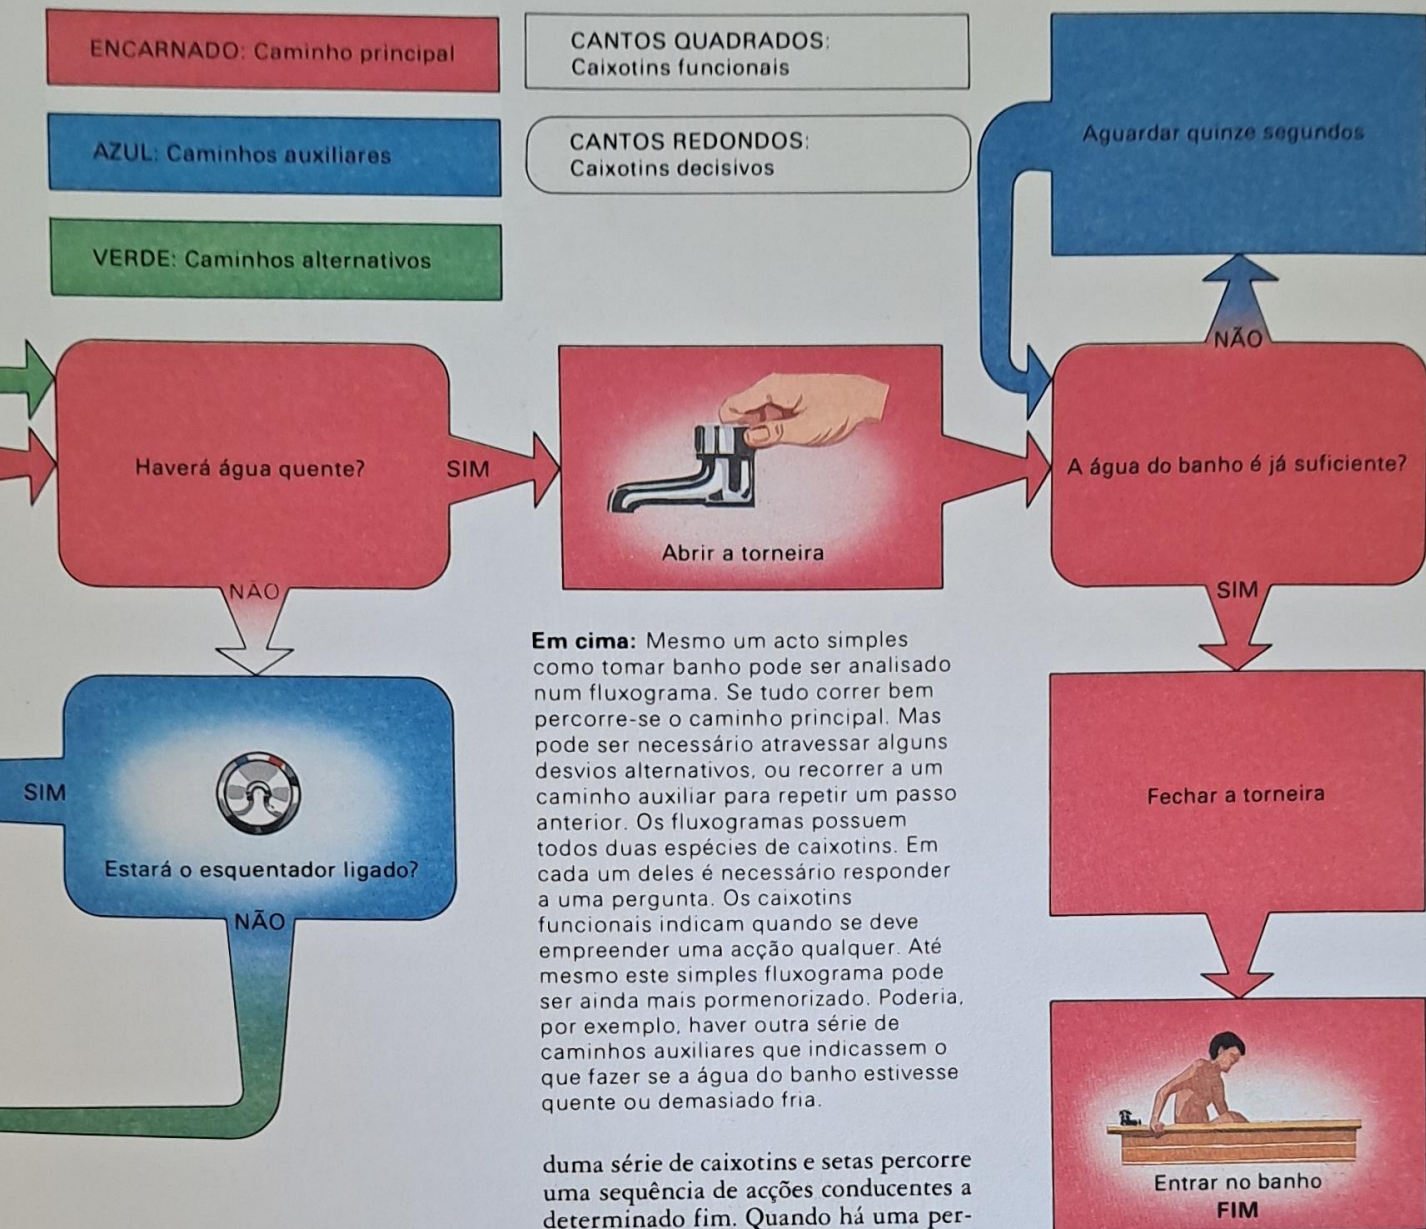 ENCARNADO: Caminho principal
AZUL: Caminhos auxiliares
VERDE: Caminhos alternativos
CANTOS QUADRADOS:
Caixotins funcionais
CANTOS REDONDOS:
Caixotins decisivos
Aguardar quinze segundos
NÃO
Haverá água quente?
SIM
Abrir a torneira
A água do banho é já suficiente?
NÃO
SIM
SIM
Estará o esquentador ligado?
NÃO
Fechar a torneira
Entrar no banho
FIM
Em cima: Mesmo um acto simples
como tomar banho pode ser analisado
num fluxograma. Se tudo correr bem
percorre-se o caminho principal. Mas
pode ser necessário atravessar alguns
desvios alternativos, ou recorrer a um
caminho auxiliar para repetir um passo
anterior. Os fluxogramas possuem
todos duas espécies de caixotins. Em
cada um deles é necessário responder
a uma pergunta. Os caixotins
funcionais indicam quando se deve
empreender uma acção qualquer. Até
mesmo este simples fluxograma pode
ser ainda mais pormenorizado. Poderia,
por exemplo, haver outra série de
caminhos auxiliares que indicassem o
que fazer se a água do banho estivesse
quente ou demasiado fria.
duma série de caixotins e setas percorre
uma sequência de acções conducentes a
determinado fim. Quando há uma per-